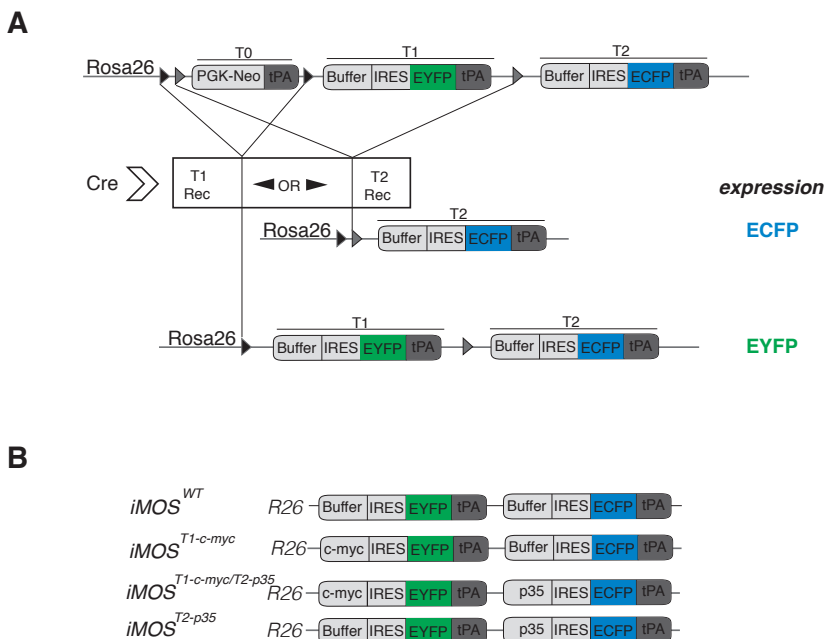 A
T0 T1 T2
Rosa26 PGK-Neo tPA Buffer IRES EYFP tPA Buffer IRES ECFP tPA
Cre T1 Rec OR T2 Rec
expression
T2
Rosa26 Buffer IRES ECFP tPA ECFP
T1 T2
Rosa26 Buffer IRES EYFP tPA Buffer IRES ECFP tPA EYFP
B
iMOS WT R26 Buffer IRES EYFP tPA Buffer IRES ECFP tPA
iMOS T1-c-myc R26 c-myc IRES EYFP tPA Buffer IRES ECFP tPA
iMOS T1-c-myc/T2-p35 R26 c-myc IRES EYFP tPA p35 IRES ECFP tPA
iMOS T2-p35 R26 Buffer IRES EYFP tPA p35 IRES ECFP tPA